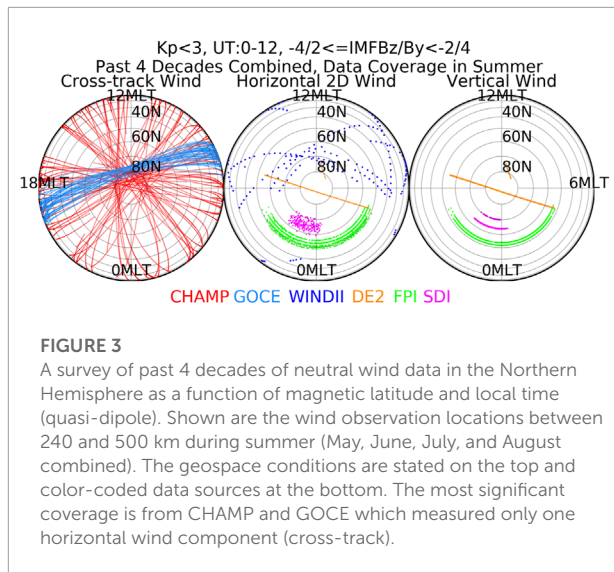 Kp<3, UT:0-12, -4/2<=IMFBz/By<-2/4
Past 4 Decades Combined, Data Coverage in Summer
Cross-track Wind Horizontal 2D Wind Vertical Wind
12MLT 12MLT 12MLT
40N 40N 40N
60N 60N 60N
80N 80N 80N
18MLT 6MLT
0MLT 0MLT 0MLT
CHAMP GOCE WINDII DE2 FPI SDI
FIGURE 3
A survey of past 4 decades of neutral wind data in the Northern
Hemisphere as a function of magnetic latitude and local time
(quasi-dipole). Shown are the wind observation locations between
240 and 500 km during summer (May, June, July, and August
combined). The geospace conditions are stated on the top and
color-coded data sources at the bottom. The most significant
coverage is from CHAMP and GOCE which measured only one
horizontal wind component (cross-track).